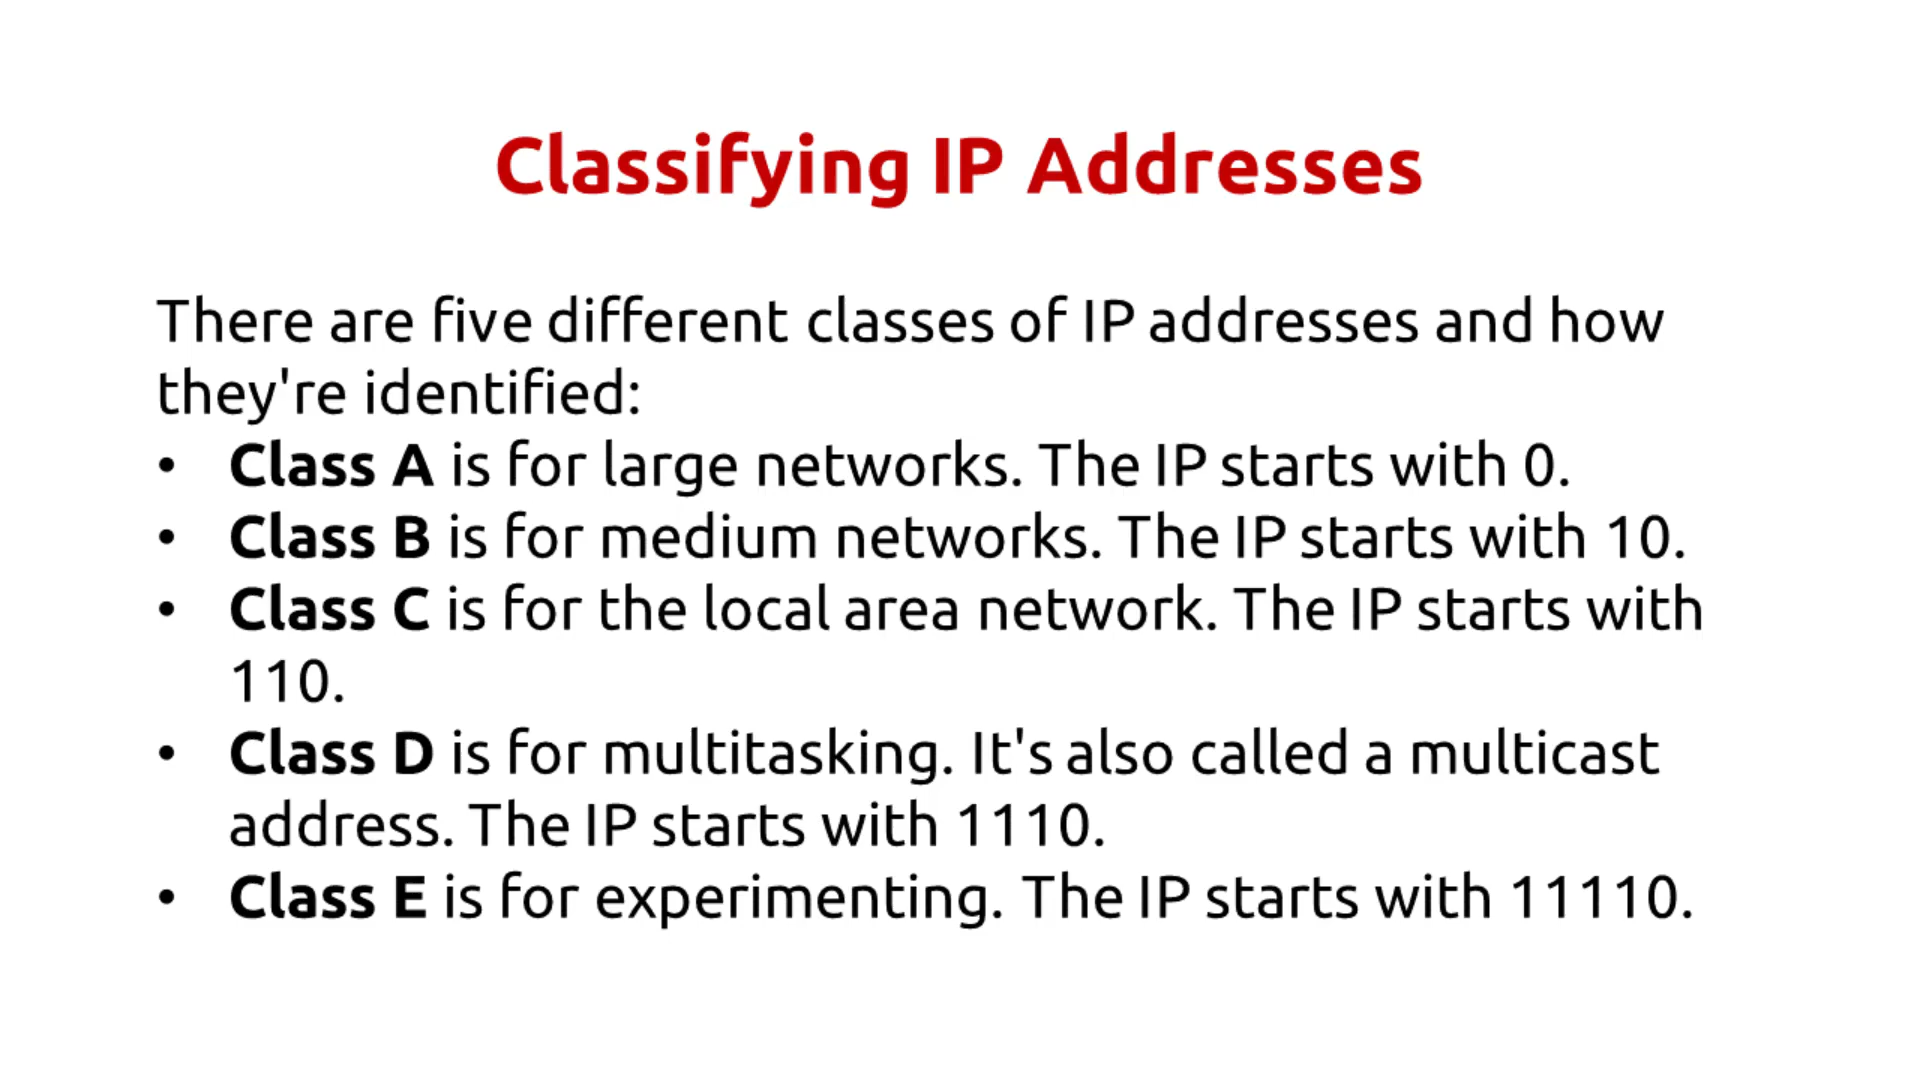 Classifying IP Addresses
There are five different classes of IP addresses and how
they're identified:
• Class A is for large networks. The IP starts with 0.
• Class B is for medium networks. The IP starts with 10.
• Class C is for the local area network. The IP starts with
110.
• Class D is for multitasking. It's also called a multicast
address. The IP starts with 1110.
• Class E is for experimenting. The IP starts with 11110.